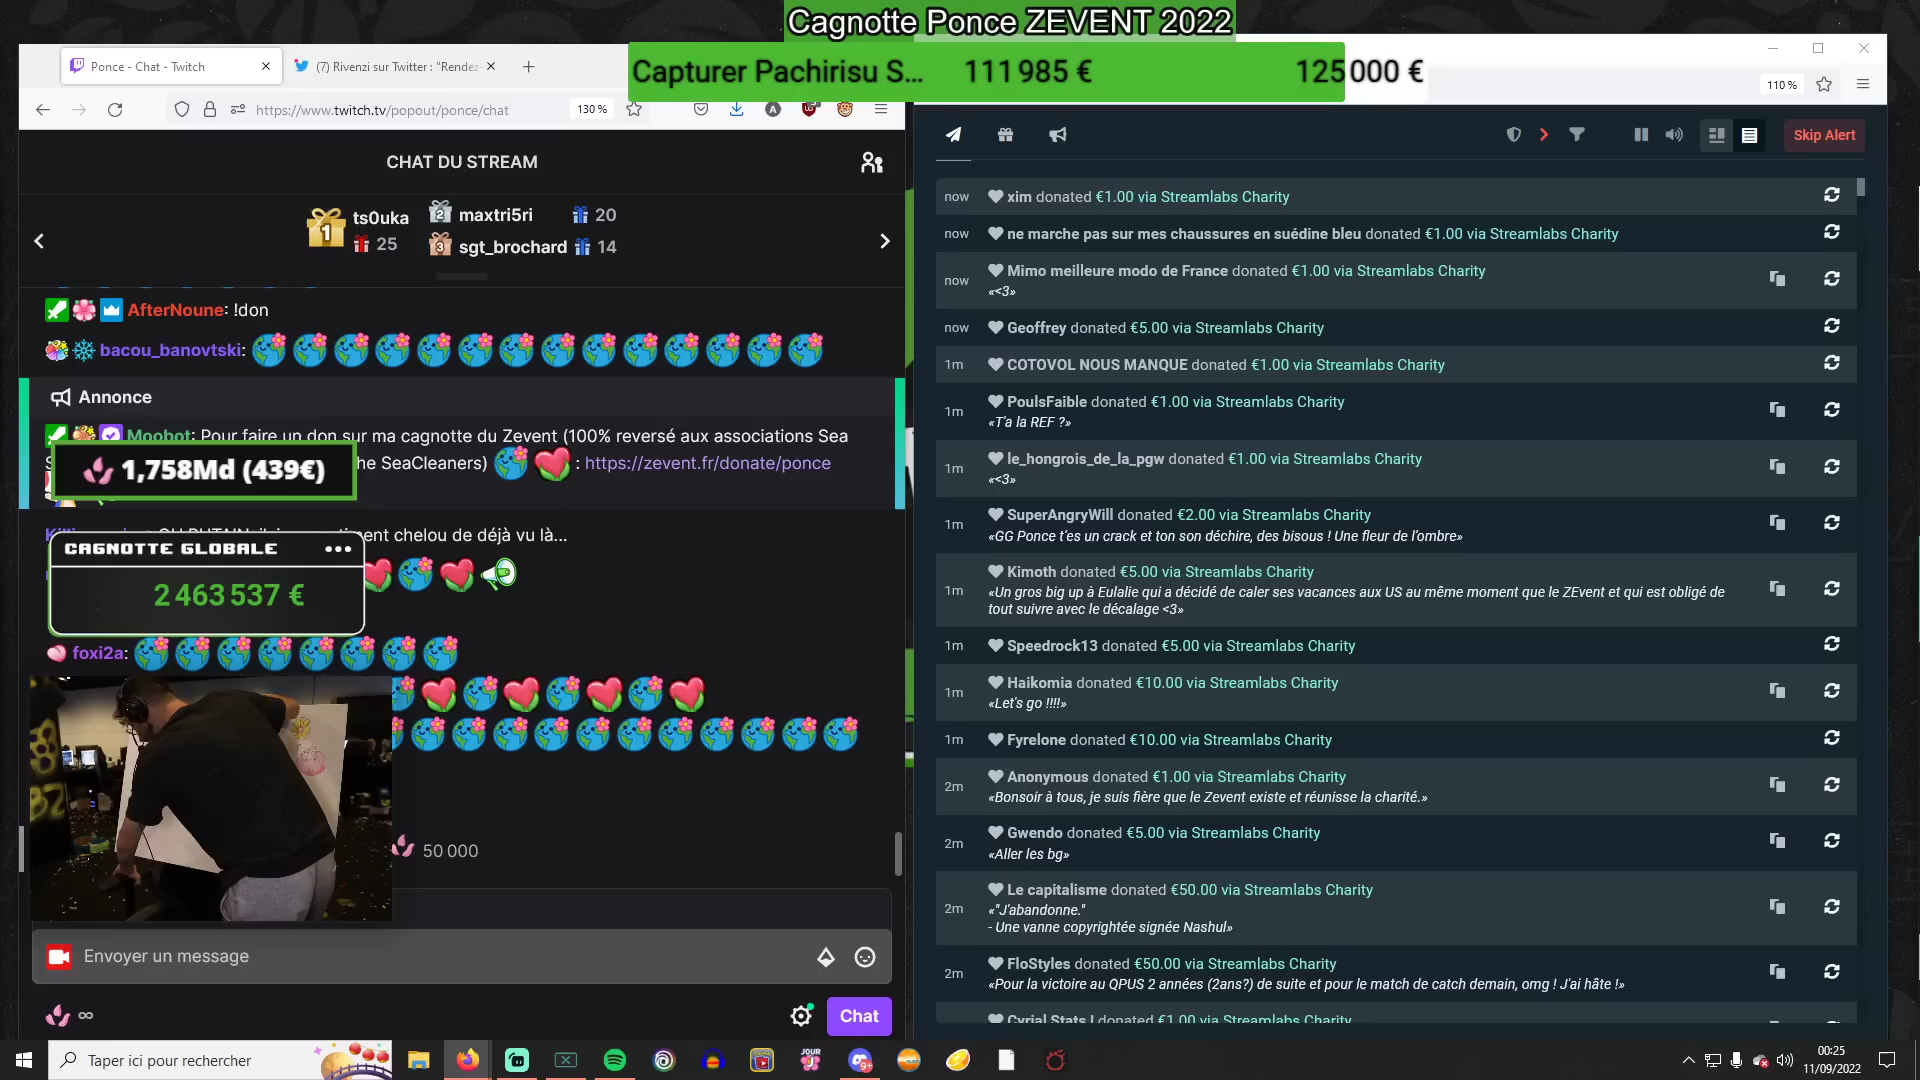 Cagnotte Ponce ZEVENT 2022
Capturer Pachirisu S... 111 985 € 125 000 €
Ponce - Chat - Twitch
(7) Rivenzi sur Twitter : "Rendez
https://www.twitch.tv/popout/ponce/chat
130 %
110 %
CHAT DU STREAM
1 ts0uka 25
2 maxtri5ri 20
3 sgt_brochard 14
AfterNoune: !don
bacou_banovtski:
Annonce
Moobot: Pour faire un don sur ma cagnotte du Zevent (100% reversé aux associations Sea
he SeaCleaners) : https://zevent.fr/donate/ponce
1,758Md (439€)
ent chelou de déjà vu là...
CAGNOTTE GLOBALE
2 463 537 €
foxi2a:
50 000
Envoyer un message
∞
Chat
Skip Alert
now xim donated €1.00 via Streamlabs Charity
now ne marche pas sur mes chaussures en suédine bleu donated €1.00 via Streamlabs Charity
now Mimo meilleure modo de France donated €1.00 via Streamlabs Charity
«<3»
now Geoffrey donated €5.00 via Streamlabs Charity
1m COTOVOL NOUS MANQUE donated €1.00 via Streamlabs Charity
1m PoulsFaible donated €1.00 via Streamlabs Charity
«T'a la REF ?»
1m le_hongrois_de_la_pgw donated €1.00 via Streamlabs Charity
«<3»
1m SuperAngryWill donated €2.00 via Streamlabs Charity
«GG Ponce t’es un crack et ton son déchire, des bisous ! Une fleur de l’ombre»
1m Kimoth donated €5.00 via Streamlabs Charity
«Un gros big up à Eulalie qui a décidé de caler ses vacances aux US au même moment que le ZEvent et qui est obligé de
tout suivre avec le décalage <3»
1m Speedrock13 donated €5.00 via Streamlabs Charity
1m Haikomia donated €10.00 via Streamlabs Charity
«Let's go !!!!»
1m Fyrelone donated €10.00 via Streamlabs Charity
2m Anonymous donated €1.00 via Streamlabs Charity
«Bonsoir à tous, je suis fière que le Zevent existe et réunisse la charité.»
2m Gwendo donated €5.00 via Streamlabs Charity
«Aller les bg»
2m Le capitalisme donated €50.00 via Streamlabs Charity
«"J'abandonne."
- Une vanne copyrightée signée Nashul»
2m FloStyles donated €50.00 via Streamlabs Charity
«Pour la victoire au QPUS 2 années (2ans?) de suite et pour le match de catch demain, omg ! J'ai hâte !»
Cyrial Stats ! donated €1.00 via Streamlabs Charity
Taper ici pour rechercher
JOUR
9+
00:25
11/09/2022